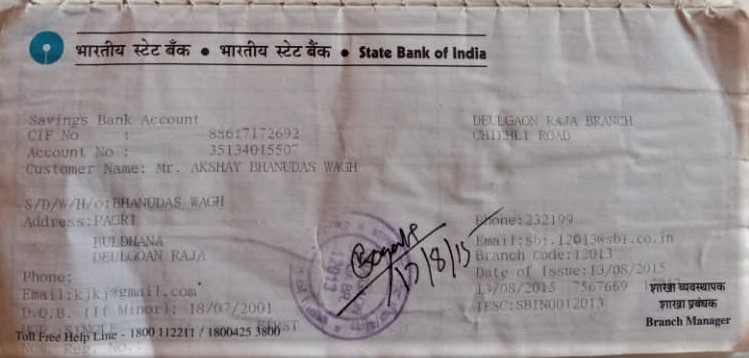 भारतीय स्टेट बँक • भारतीय स्टेट बैंक • State Bank of India
Savings Bank Account
CIF No : 88617172692
Account No : 35134015507
Customer Name: Mr. AKSHAY BHANUDAS WAGH
DEULGAON RAJA BRANCH
CHIKHLI ROAD
S/D/W/H/o: BHANUDAS WAGH
Address: PAGRI
BULDHANA
DEULGOAN RAJA
Phone:
Email: kjkj@gmail.com
D.O.B. (If Minor): 18/07/2001
Phone: 232199
Email: sbi.12013@sbi.co.in
Branch Code: 12013
Date of Issue: 13/08/2015
13/08/2015 7567669
IFSC: SBIN0012013
17/8/15
12013
शाखा व्यवस्थापक
शाखा प्रबंधक
Branch Manager
Toll Free Help Line - 1800 112211 / 1800425 3800